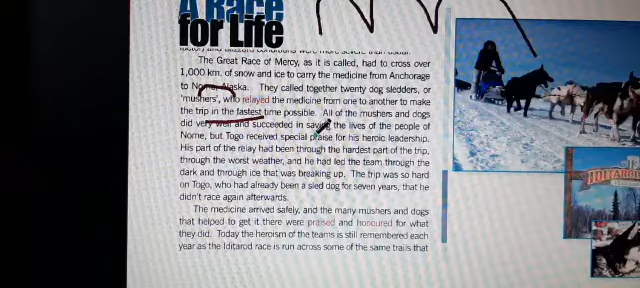 A Race
for Life
The Great Race of Mercy, as it is called, had to cross over
1,000 km. of snow and ice to carry the medicine from Anchorage
to Nome, Alaska. They called together twenty dog sledders, or
'mushers', who relayed the medicine from one to another to make
the trip in the fastest time possible. All of the mushers and dogs
did very well and succeeded in saving the lives of the people of
Nome, but Togo received special praise for his heroic leadership.
His part of the relay had been through the hardest part of the trip,
through the worst weather, and he had led the team through the
dark and through ice that was breaking up. The trip was so hard
on Togo, who had already been a sled dog for seven years, that he
didn't race again afterwards.
The medicine arrived safely, and the many mushers and dogs
that helped to get it there were praised and honoured for what
they did. Today the heroism of the teams is still remembered each
year as the Iditarod race is run across some of the same trails that
IDITAROD